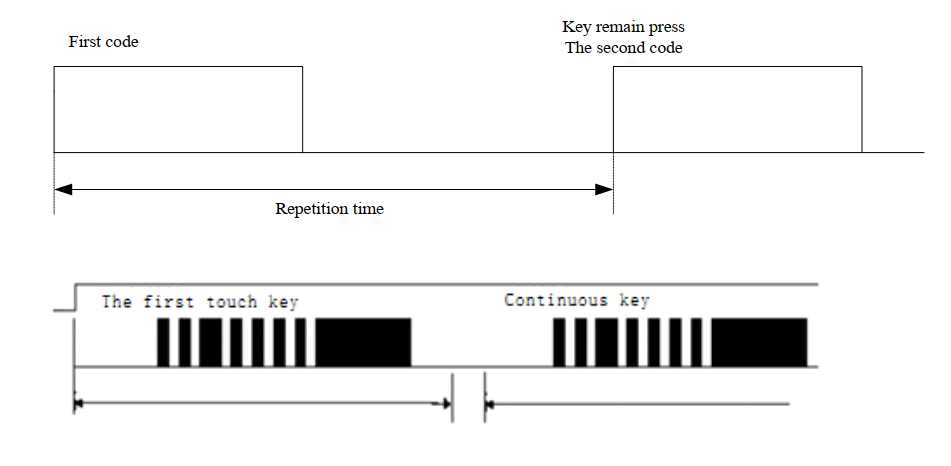 First code
Key remain press
The second code
Repetition time
The first touch key
Continuous key